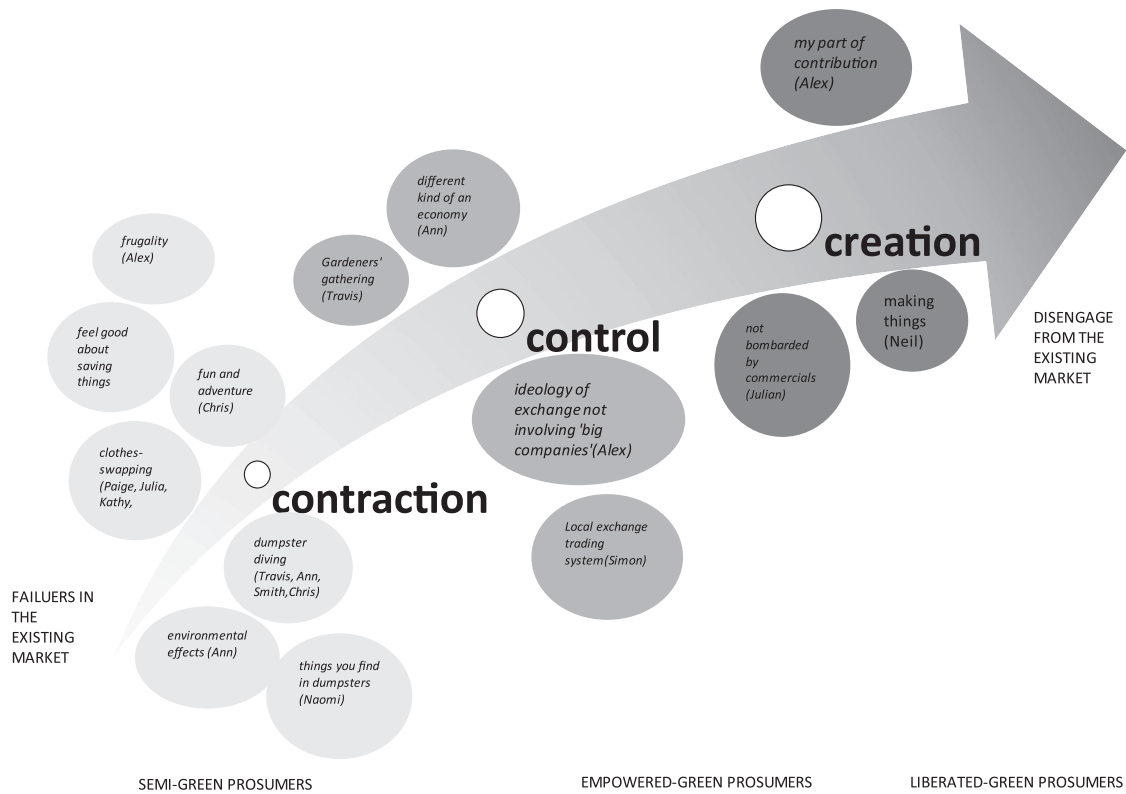 my part of
contribution
(Alex)
different
kind of an
economy
(Ann)
frugality
(Alex)
Gardeners'
gathering
(Travis)
creation
making
things
(Neil)
feel good
about
saving
things
control
not
bombarded
by
commercials
(Julian)
DISENGAGE
FROM THE
EXISTING
MARKET
fun and
adventure
(Chris)
ideology of
exchange not
involving 'big
companies'(Alex)
clothes-
swapping
(Paige, Julia,
Kathy,
contraction
dumpster
diving
(Travis, Ann,
Smith,Chris)
Local exchange
trading
system(Simon)
FAILUERS IN
THE
EXISTING
MARKET
environmental
effects (Ann)
things you find
in dumpsters
(Naomi)
SEMI-GREEN PROSUMERS
EMPOWERED-GREEN PROSUMERS
LIBERATED-GREEN PROSUMERS